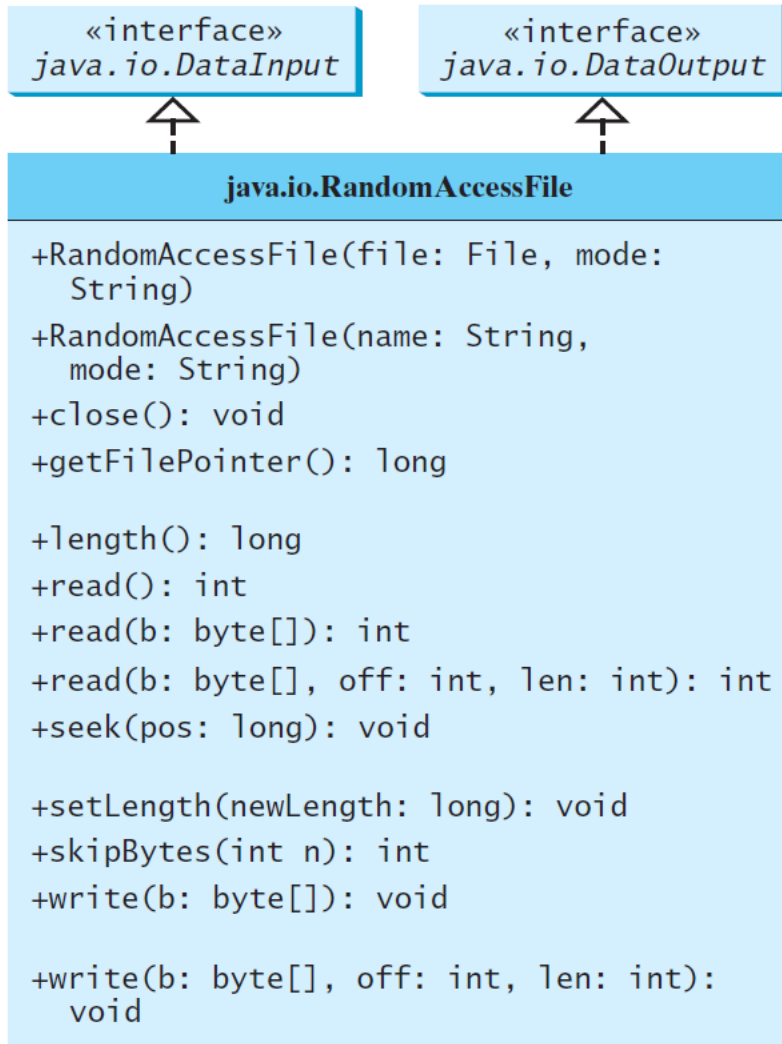 «interface»
java.io.DataInput
«interface»
java.io.DataOutput
java.io.RandomAccessFile
+RandomAccessFile(file: File, mode:
String)
+RandomAccessFile(name: String,
mode: String)
+close(): void
+getFilePointer(): long
+length(): long
+read(): int
+read(b: byte[]): int
+read(b: byte[], off: int, len: int): int
+seek(pos: long): void
+setLength(newLength: long): void
+skipBytes(int n): int
+write(b: byte[]): void
+write(b: byte[], off: int, len: int):
void